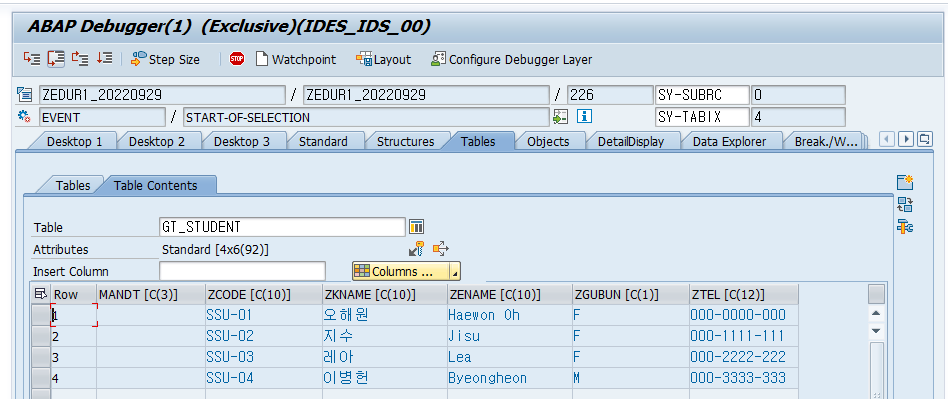 ABAP Debugger(1) (Exclusive)(IDES_IDS_00)
Step Size STOP Watchpoint Layout Configure Debugger Layer
ZEDUR1_20220929 / ZEDUR1_20220929 / 226 SY-SUBRC 0
EVENT / START-OF-SELECTION SY-TABIX 4
Desktop 1 Desktop 2 Desktop 3 Standard Structures Tables Objects DetailDisplay Data Explorer Break./W...
Tables Table Contents
Table GT_STUDENT
Attributes Standard [4x6(92)]
Insert Column Columns ...
Row MANDT [C(3)] ZCODE [C(10)] ZKNAME [C(10)] ZENAME [C(10)] ZGUBUN [C(1)] ZTEL [C(12)]
1 SSU-01 오해원 Haewon Oh F 000-0000-000
2 SSU-02 지수 Jisu F 000-1111-111
3 SSU-03 레아 Lea F 000-2222-222
4 SSU-04 이병헌 Byeongheon M 000-3333-333